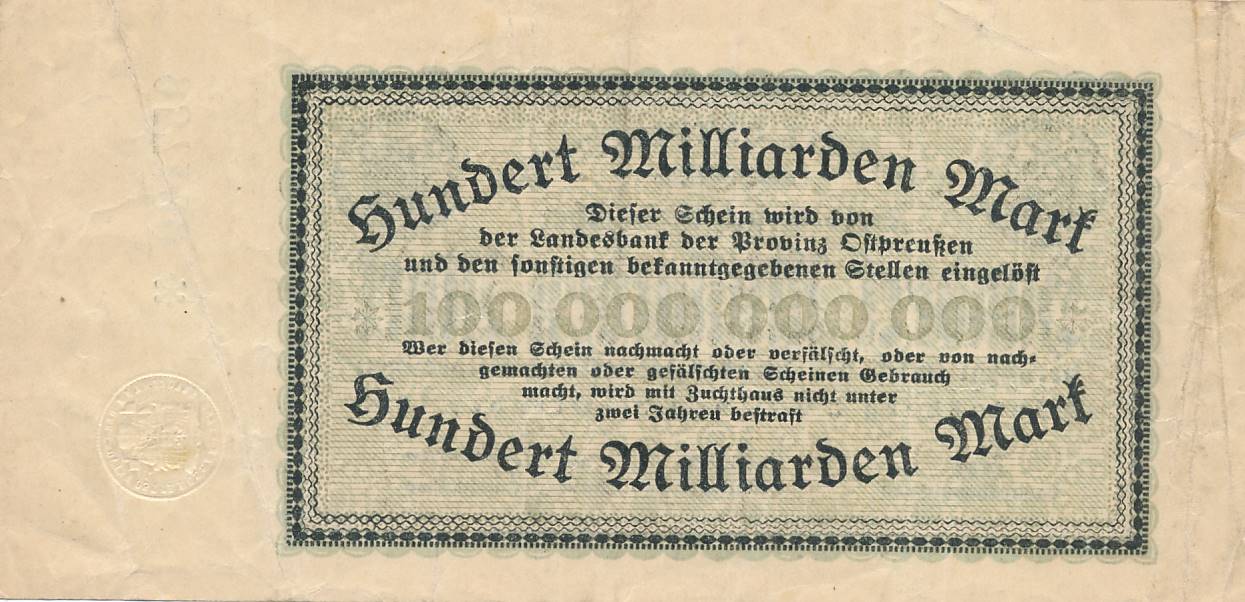 Hundert Milliarden Mark
Dieser Schein wird von
der Landesbank der Provinz Ostpreußen
und den sonstigen bekanntgegebenen Stellen eingelöst
100 000 000 000
Wer diesen Schein nachmacht oder verfälscht, oder von nach-
gemachten oder gefälschten Scheinen Gebrauch
macht, wird mit Zuchthaus nicht unter
zwei Jahren bestraft
Hundert Milliarden Mark